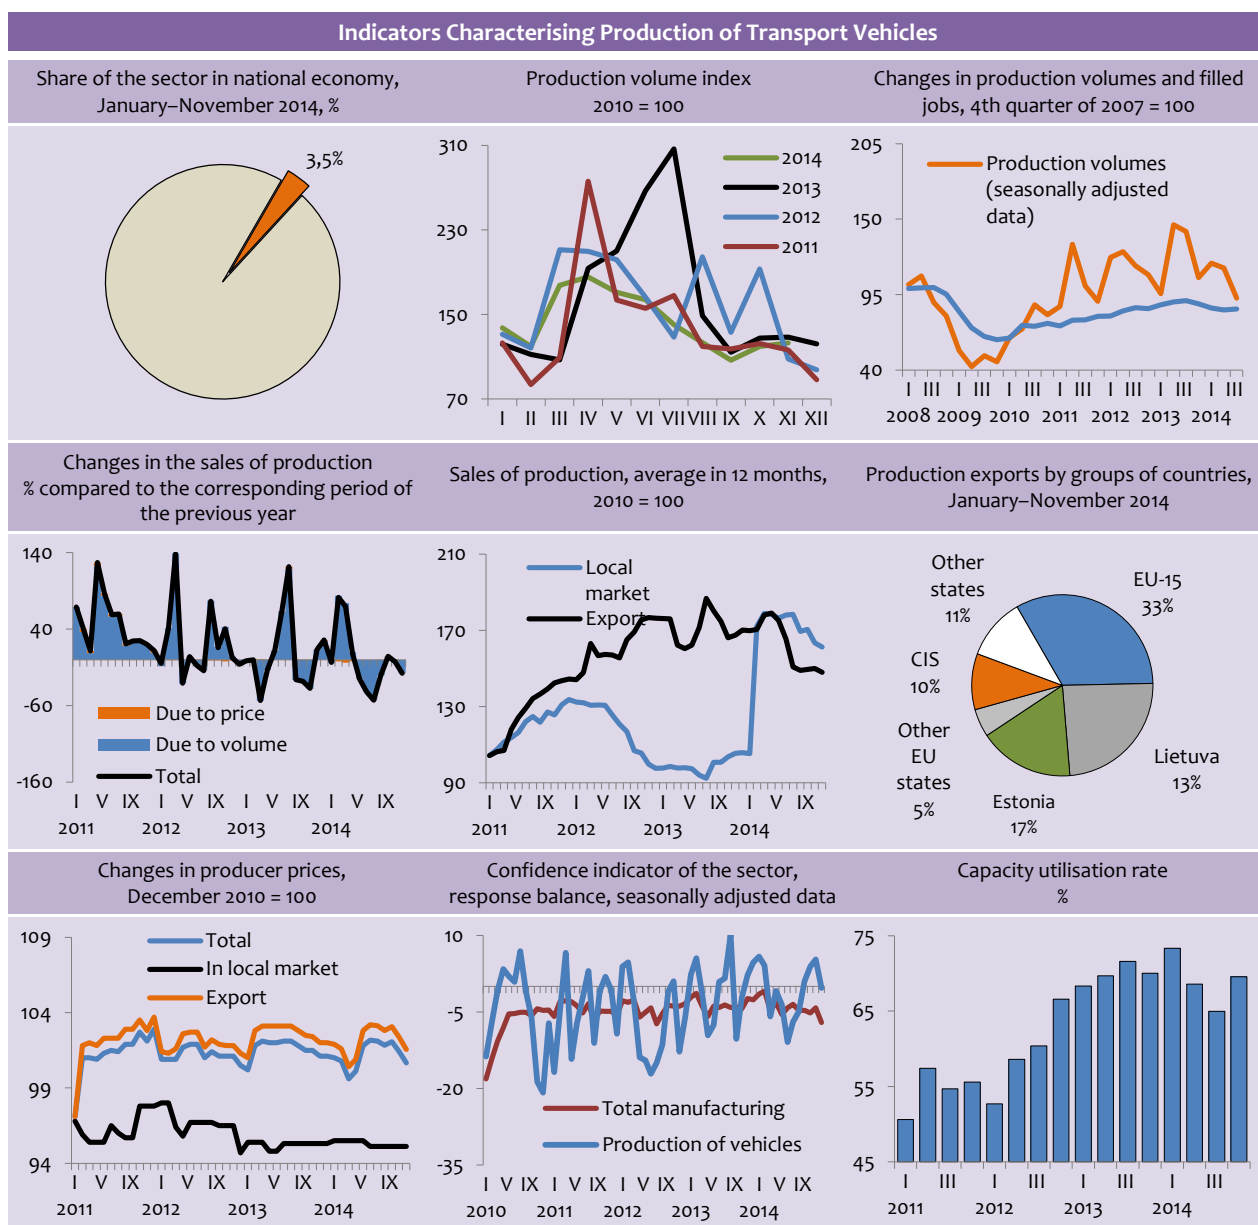 Indicators Characterising Production of Transport Vehicles
Share of the sector in national economy,
January–November 2014, %
3,5%
Production volume index
2010 = 100
310
230
150
70
2014
2013
2012
2011
I II III IV V VI VII VIII IX X XI XII
Changes in production volumes and filled
jobs, 4th quarter of 2007 = 100
205
150
95
40
Production volumes
(seasonally adjusted
data)
I III I III I III I III I III I III I III
2008 2009 2010 2011 2012 2013 2014
Changes in the sales of production
% compared to the corresponding period of
the previous year
140
40
-60
-160
Due to price
Due to volume
Total
I V IX I V IX I V IX I V IX
2011 2012 2013 2014
Sales of production, average in 12 months,
2010 = 100
210
170
130
90
Local
market
Export
I V IX I V IX I V IX I V IX
2011 2012 2013 2014
Production exports by groups of countries,
January–November 2014
Other
states
11%
EU-15
33%
CIS
10%
Other
EU
states
5%
Estonia
17%
Lietuva
13%
Changes in producer prices,
December 2010 = 100
109
104
99
94
Total
In local market
Export
I V IX I V IX I V IX I V IX
2011 2012 2013 2014
Confidence indicator of the sector,
response balance, seasonally adjusted data
10
-5
-20
-35
Total manufacturing
Production of vehicles
I V IX I V IX I V IX I V IX I V IX
2010 2011 2012 2013 2014
Capacity utilisation rate
%
75
65
55
45
I III I III I III I III
2011 2012 2013 2014